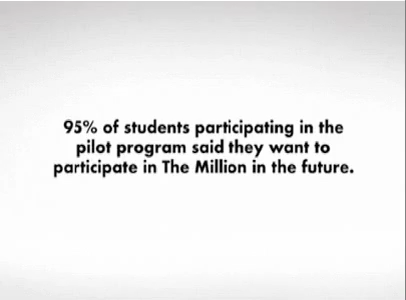 95% of students participating in the
pilot program said they want to
participate in The Million in the future.